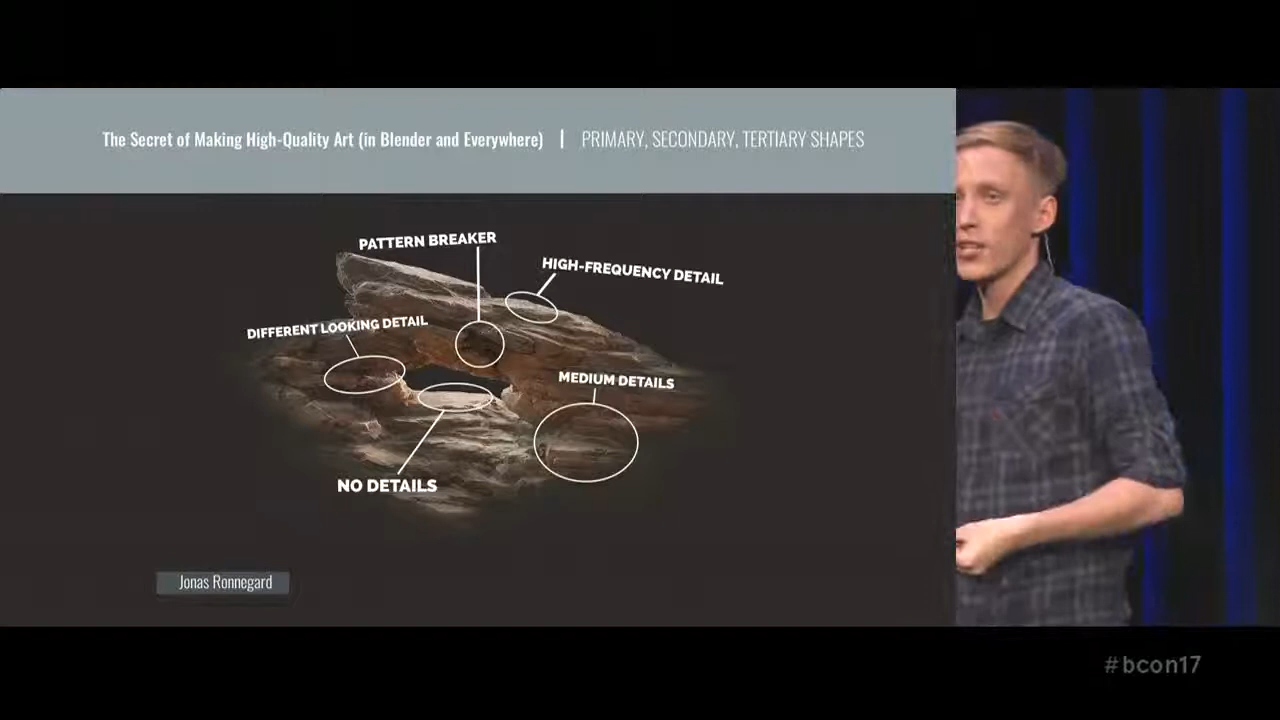 The Secret of Making High-Quality Art (in Blender and Everywhere) | PRIMARY, SECONDARY, TERTIARY SHAPES
PATTERN BREAKER
HIGH-FREQUENCY DETAIL
DIFFERENT LOOKING DETAIL
MEDIUM DETAILS
NO DETAILS
Jonas Ronnegard
#bcon17